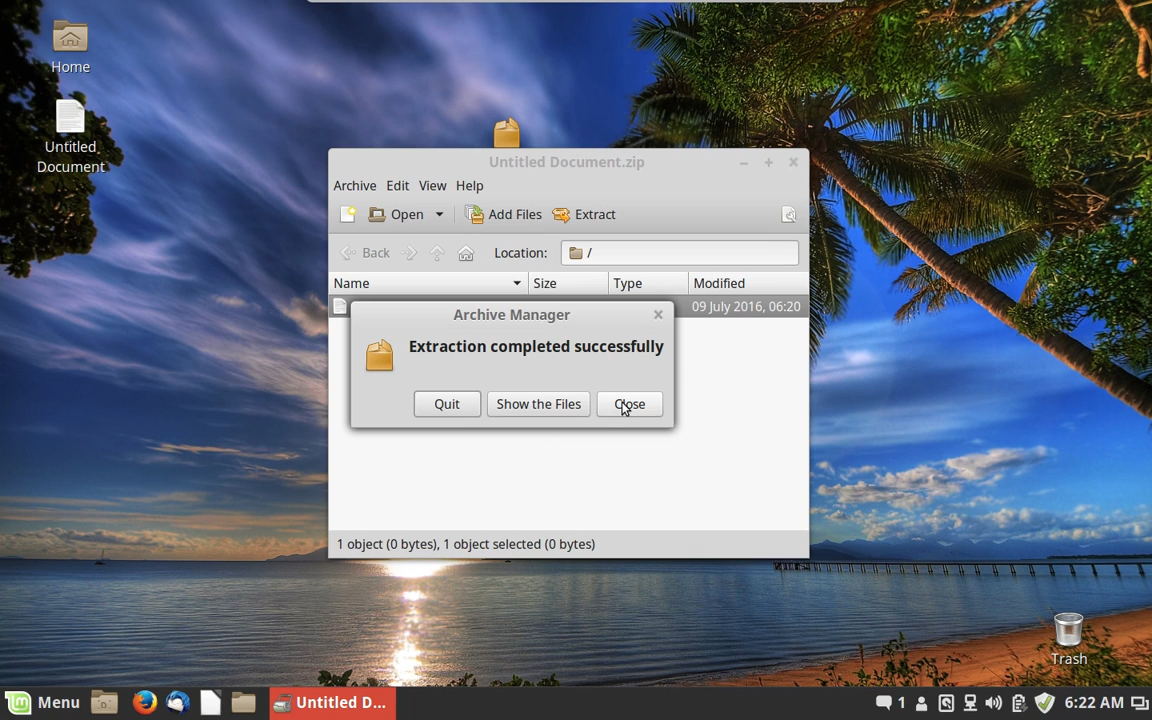 Home
Untitled
Document
Untitled Document.zip
Archive Edit View Help
Open Add Files Extract
Back Location: /
Name Size Type Modified
09 July 2016, 06:20
Archive Manager
Extraction completed successfully
Quit Show the Files Close
1 object (0 bytes), 1 object selected (0 bytes)
Trash
Menu Untitled D... 1 6:22 AM